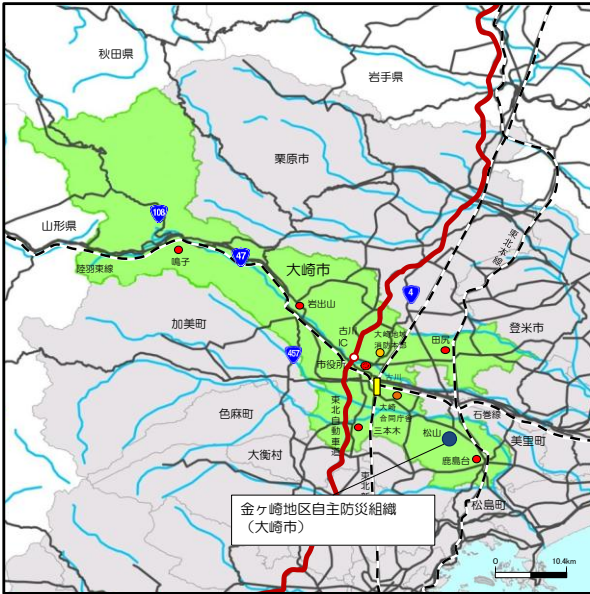 秋田県
岩手県
栗原市
山形県
108
47
陸羽東線
鳴子
大崎市
岩出山
4
東北本線
加美町
457
古川
IC
大崎地域
消防本部
田尻
登米市
市役所
古川
大崎
合同庁舎
石巻線
色麻町
東北自動車道
三本木
松山
美里町
大衡村
鹿島台
松島町
金ヶ崎地区自主防災組織
(大崎市)
0
10.4km